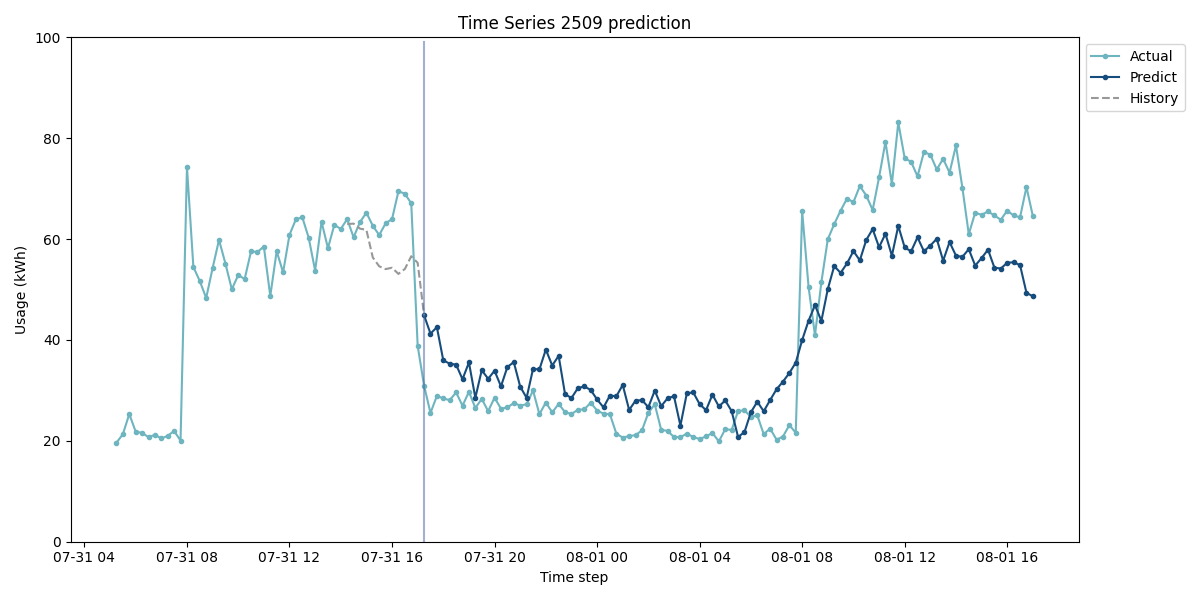 Time Series 2509 prediction
Usage (kWh)
100
80
60
40
20
0
07-31 04
07-31 08
07-31 12
07-31 16
07-31 20
08-01 00
08-01 04
08-01 08
08-01 12
08-01 16
Time step
Actual
Predict
History